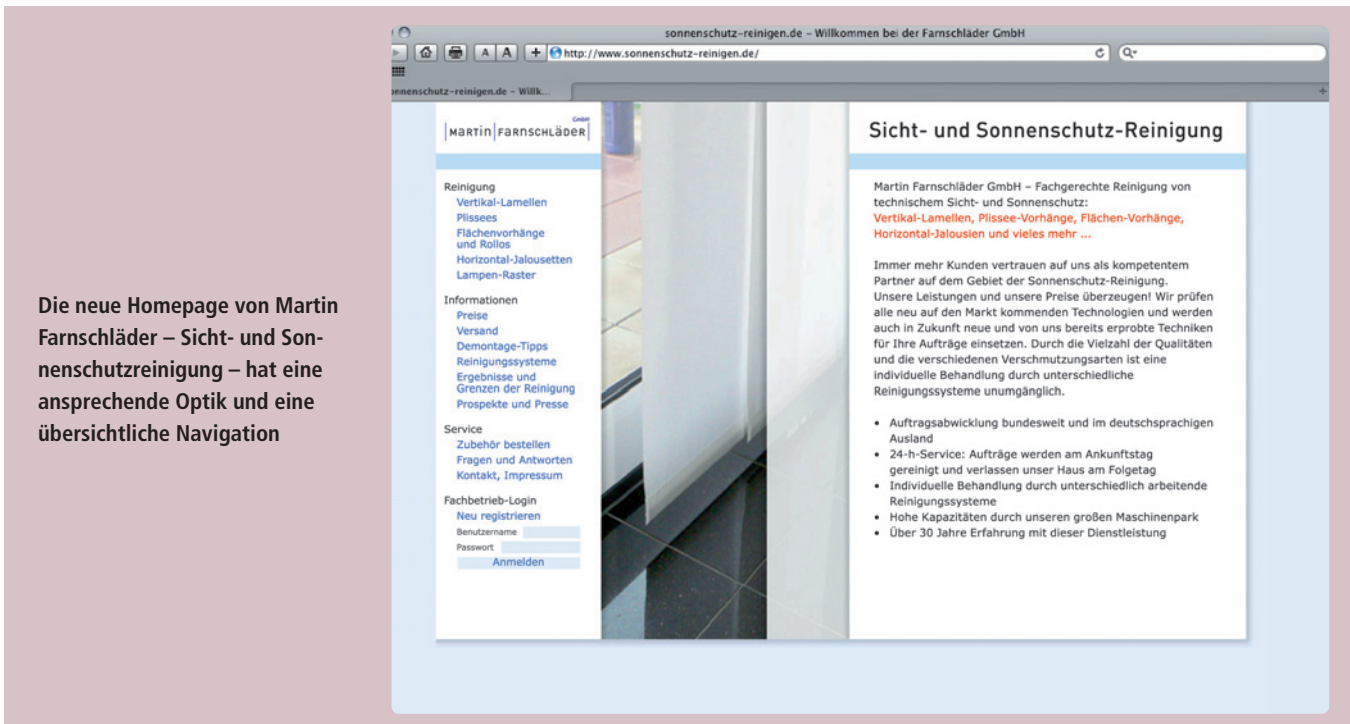 Die neue Homepage von Martin
Farnschläder – Sicht- und Son-
nenschutzreinigung – hat eine
ansprechende Optik und eine
übersichtliche Navigation
sonnenschutz-reinigen.de – Willkommen bei der Farnschläder GmbH
A A + http://www.sonnenschutz-reinigen.de/
onnenschutz-reinigen.de – Willk...
GmbH
Martin Farnschläder
Reinigung
Vertikal-Lamellen
Plissees
Flächenvorhänge
und Rollos
Horizontal-Jalousetten
Lampen-Raster
Informationen
Preise
Versand
Demontage-Tipps
Reinigungssysteme
Ergebnisse und
Grenzen der Reinigung
Prospekte und Presse
Service
Zubehör bestellen
Fragen und Antworten
Kontakt, Impressum
Fachbetrieb-Login
Neu registrieren
Benutzername
Passwort
Anmelden
Sicht- und Sonnenschutz-Reinigung
Martin Farnschläder GmbH – Fachgerechte Reinigung von
technischem Sicht- und Sonnenschutz:
Vertikal-Lamellen, Plissee-Vorhänge, Flächen-Vorhänge,
Horizontal-Jalousien und vieles mehr ...
Immer mehr Kunden vertrauen auf uns als kompetentem
Partner auf dem Gebiet der Sonnenschutz-Reinigung.
Unsere Leistungen und unsere Preise überzeugen! Wir prüfen
alle neu auf den Markt kommenden Technologien und werden
auch in Zukunft neue und von uns bereits erprobte Techniken
für Ihre Aufträge einsetzen. Durch die Vielzahl der Qualitäten
und die verschiedenen Verschmutzungsarten ist eine
individuelle Behandlung durch unterschiedliche
Reinigungssysteme unumgänglich.
• Auftragsabwicklung bundesweit und im deutschsprachigen
Ausland
• 24-h-Service: Aufträge werden am Ankunftstag
gereinigt und verlassen unser Haus am Folgetag
• Individuelle Behandlung durch unterschiedlich arbeitende
Reinigungssysteme
• Hohe Kapazitäten durch unseren großen Maschinenpark
• Über 30 Jahre Erfahrung mit dieser Dienstleistung